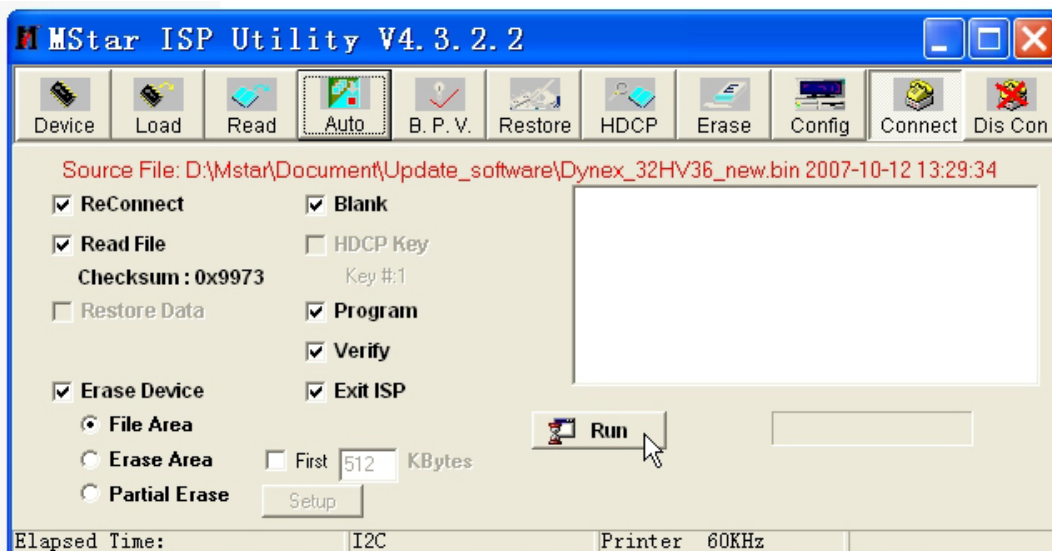 MStar ISP Utility V4.3.2.2
Device Load Read Auto B.P.V. Restore HDCP Erase Config Connect Dis Con
Source File: D:\Mstar\Document\Update_software\Dynex_32HV36_new.bin 2007-10-12 13:29:34
ReConnect Blank
Read File HDCP Key
Checksum : 0x9973 Key #:1
Restore Data Program
Verify
Erase Device Exit ISP
File Area Run
Erase Area First 512 KBytes
Partial Erase Setup
Elapsed Time: I2C Printer 60KHz